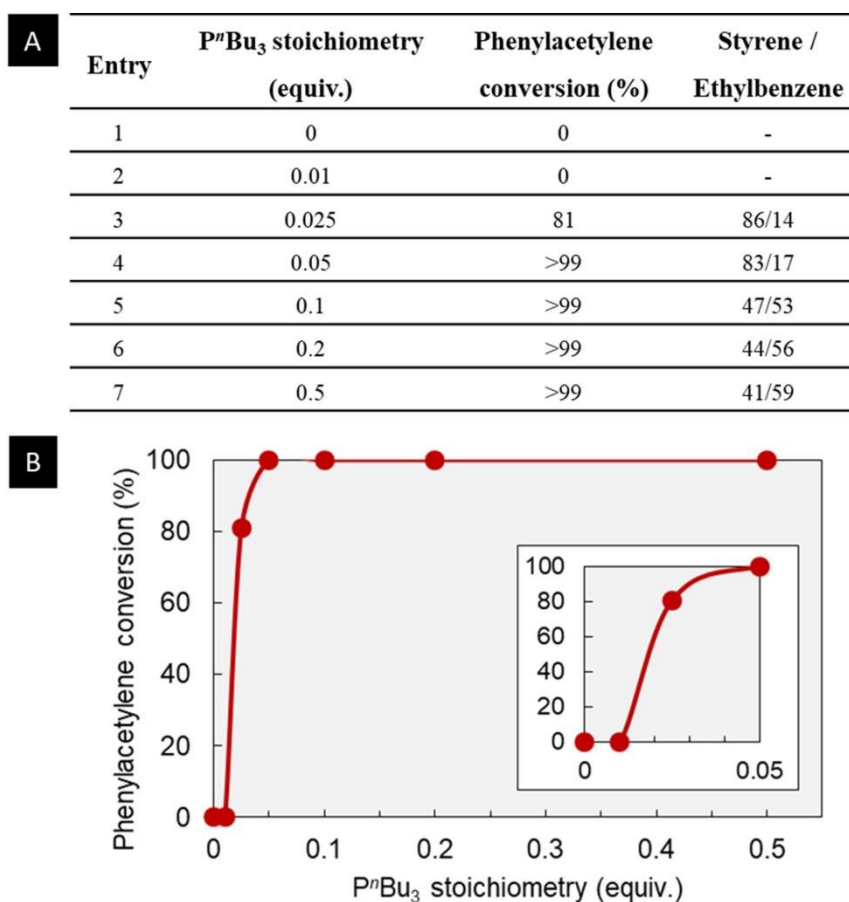 A
Entry PⁿBu₃ stoichiometry (equiv.) Phenylacetylene conversion (%) Styrene / Ethylbenzene
1 0 0 -
2 0.01 0 -
3 0.025 81 86/14
4 0.05 >99 83/17
5 0.1 >99 47/53
6 0.2 >99 44/56
7 0.5 >99 41/59
B
Phenylacetylene conversion (%)
100
80
60
40
20
0
0 0.1 0.2 0.3 0.4 0.5
PⁿBu₃ stoichiometry (equiv.)
100
80
60
40
20
0
0 0.05